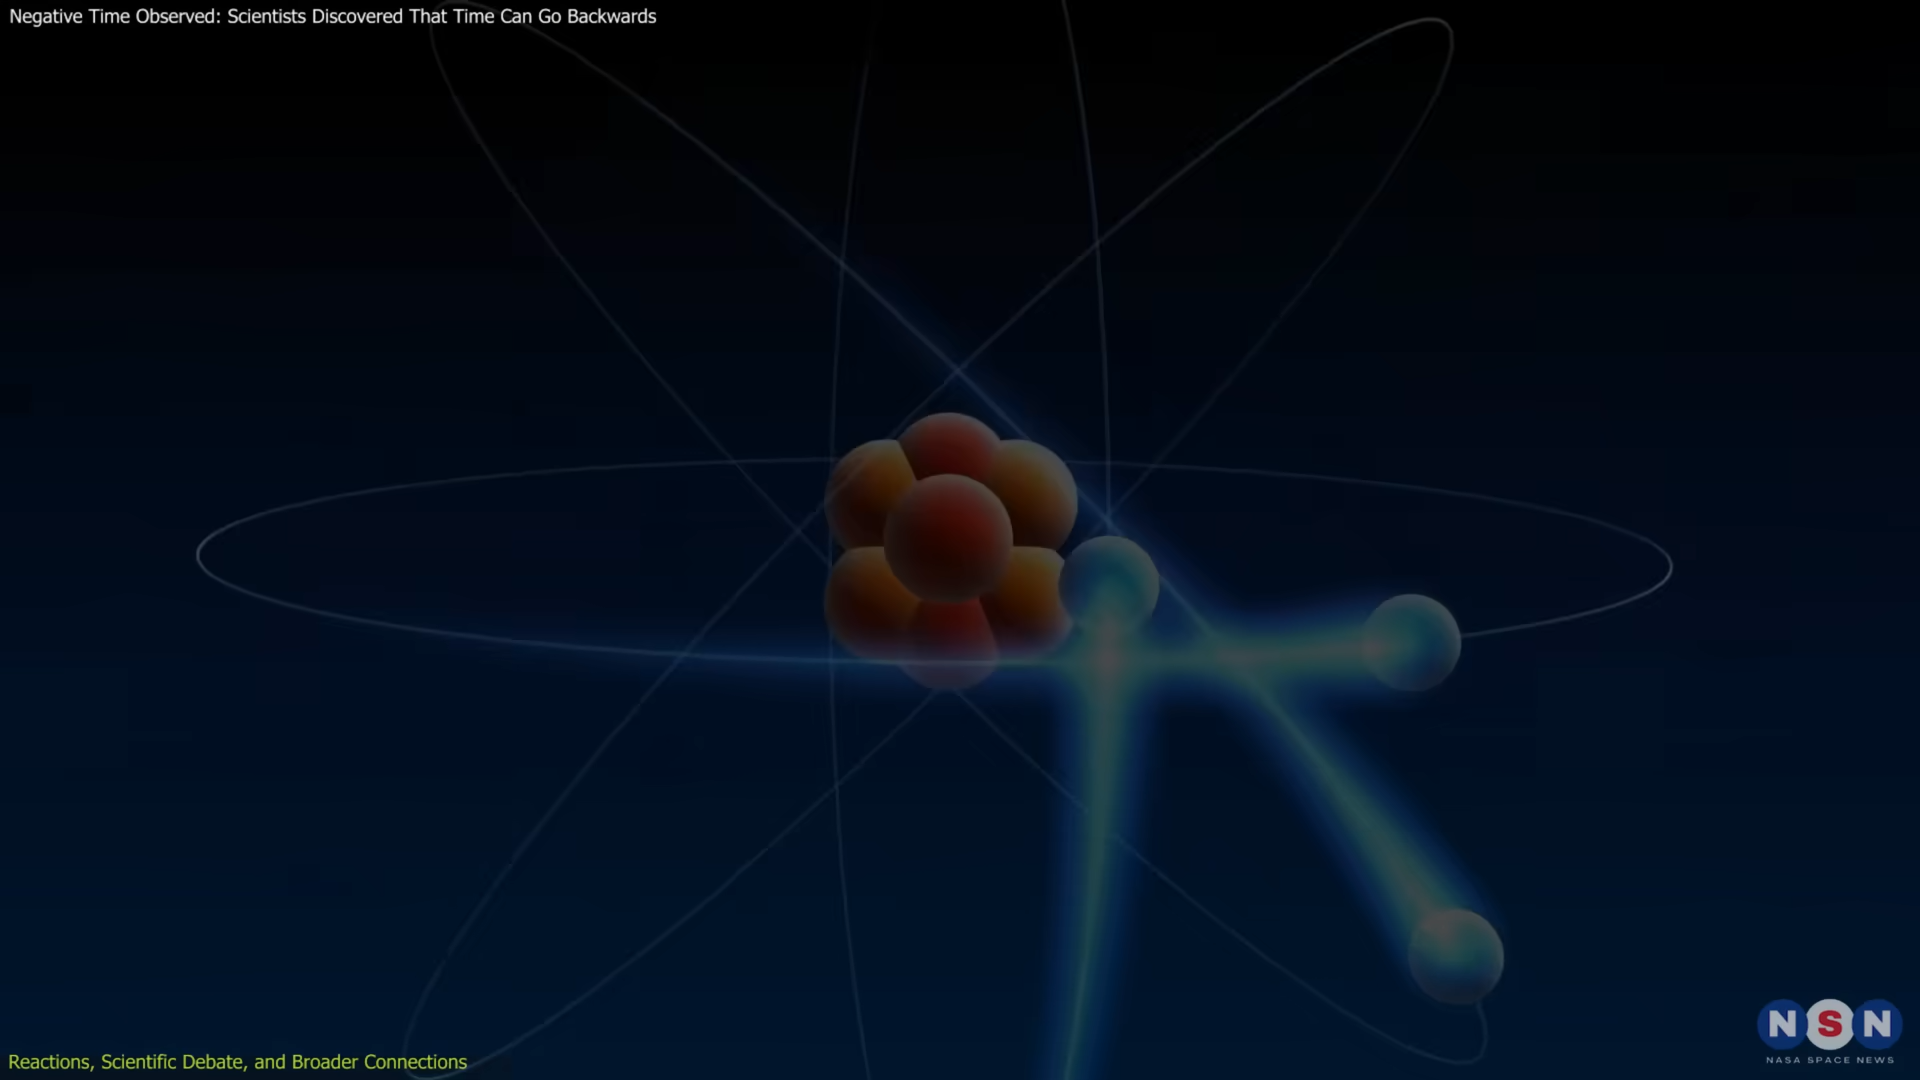 Negative Time Observed: Scientists Discovered That Time Can Go Backwards
NSN
NASA SPACE NEWS
Reactions, Scientific Debate, and Broader Connections